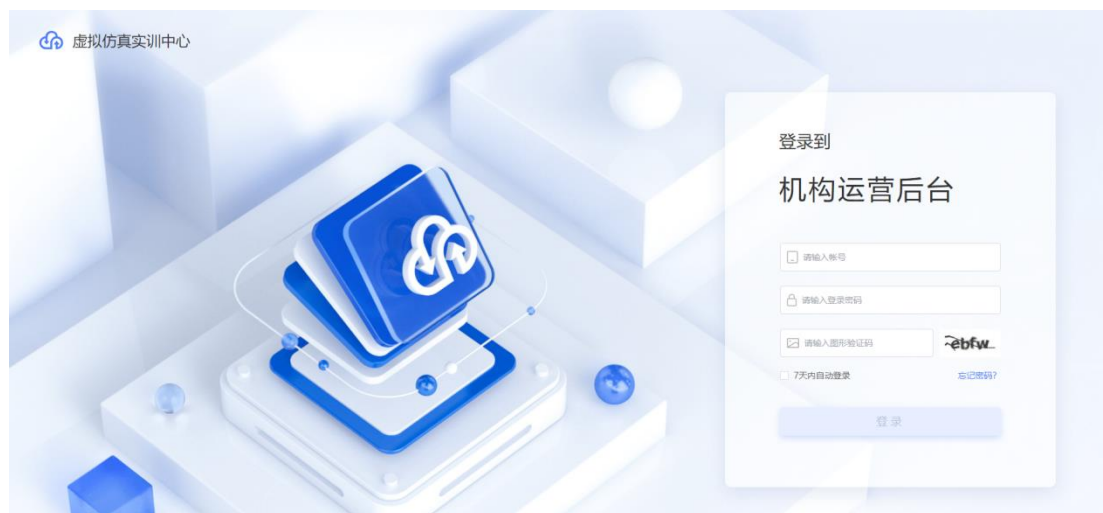 虚拟仿真实训中心
登录到
机构运营后台
请输入帐号
请输入登录密码
请输入图形验证码
ebfw
7天内自动登录
忘记密码?
登录